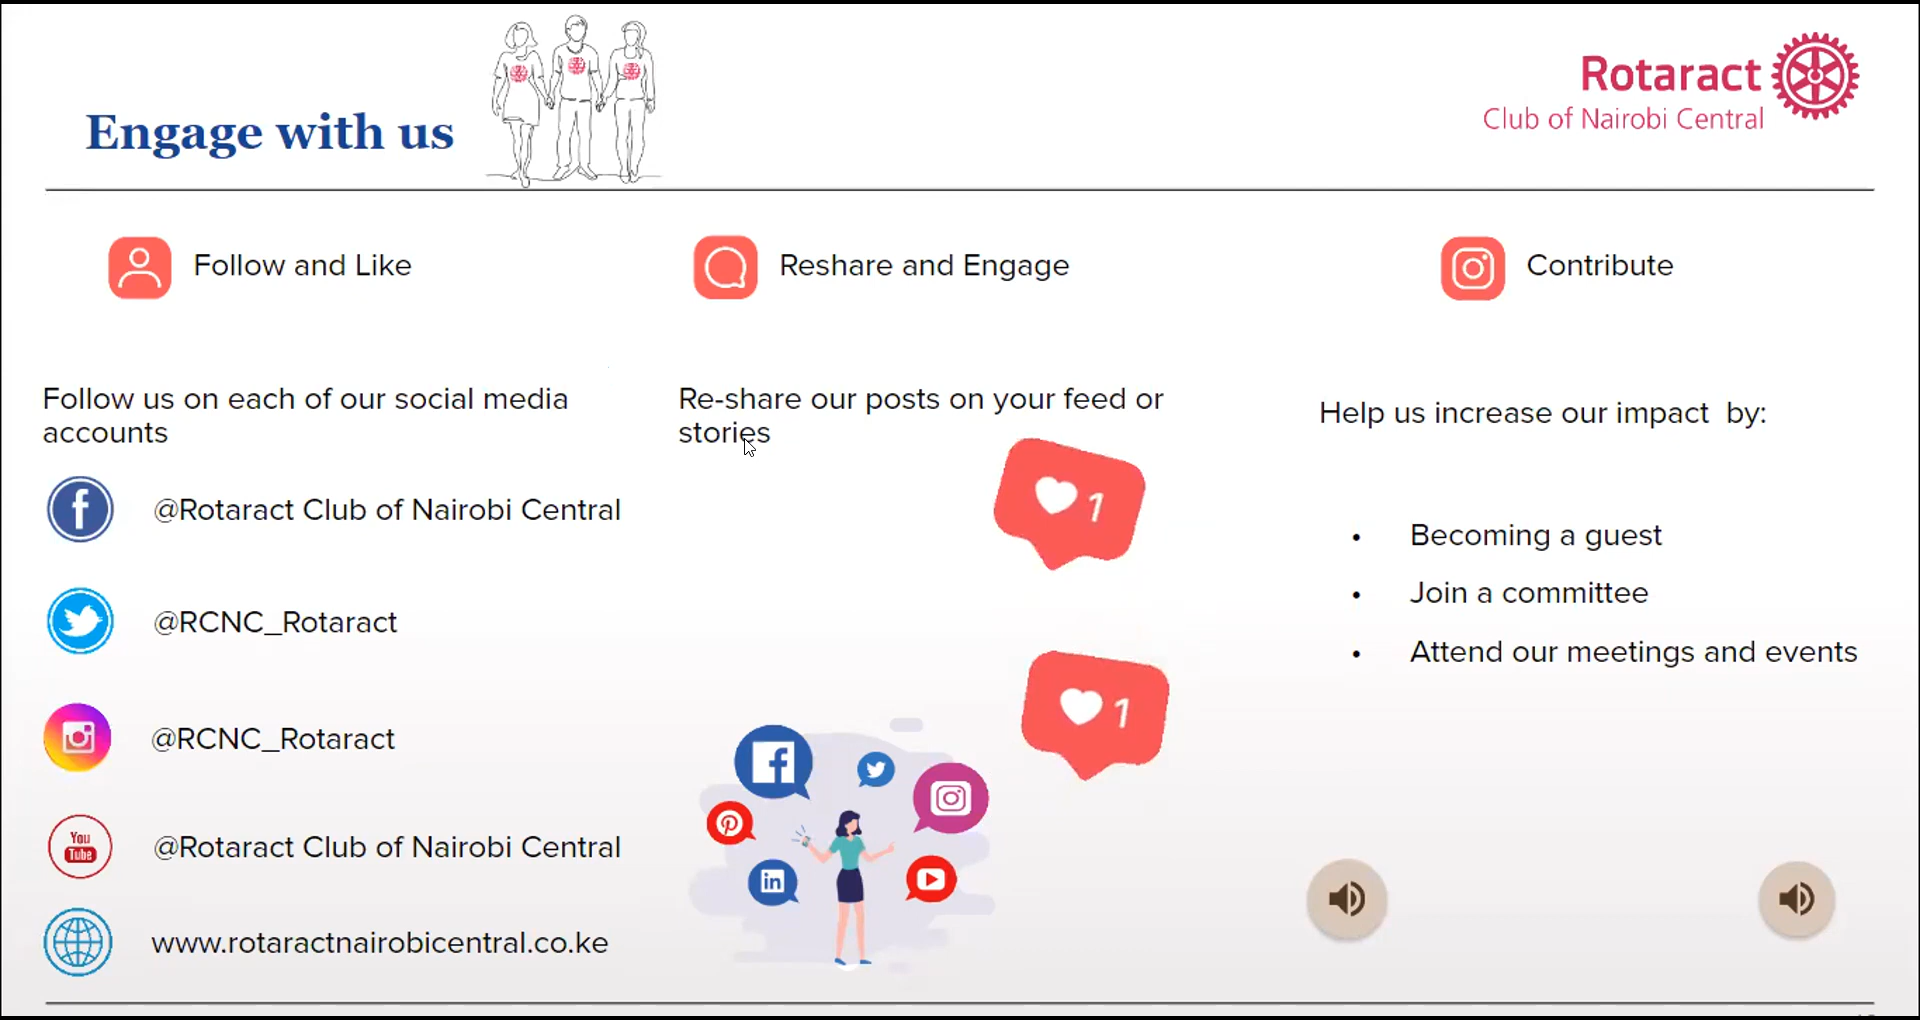 Engage with us
Rotaract
Club of Nairobi Central
Follow and Like
Reshare and Engage
Contribute
Follow us on each of our social media
accounts
@Rotaract Club of Nairobi Central
@RCNC_Rotaract
@RCNC_Rotaract
You
Tube
@Rotaract Club of Nairobi Central
www.rotaractnairobicentral.co.ke
Re-share our posts on your feed or
stories
1
1
in
Help us increase our impact by:
• Becoming a guest
• Join a committee
• Attend our meetings and events